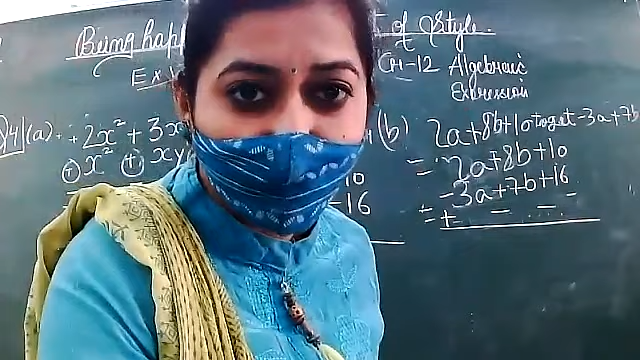 Being happ of Style.
Ex CH-12 Algebraic
Expression
Q4(a) 2x² + 3x (b) 2a+8b+10 to get -3a+7b
x² + xy 10 = 2a+8b+10
-16 -3a+7b+16